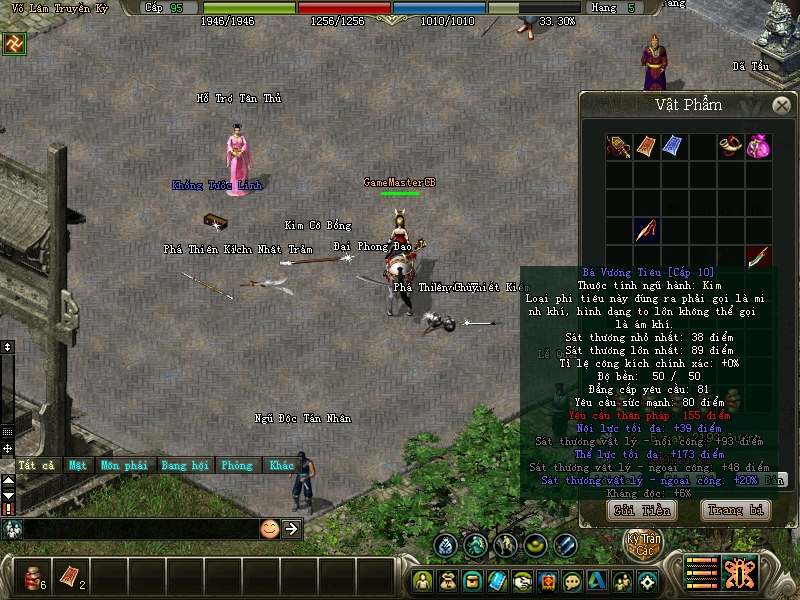 Võ Lâm Truyền Kỳ
Cấp 95
Hạng 5
1946/1946
1256/1256
1010/1010
33.30%
Dã Tẩu
Hỗ Trợ Tân Thủ
Vật Phẩm
Khổng Tước Linh
GameMasterCB
Kim Cô Bổng
Phá Thiên Kích
Nhật Trảm
Đại Phong Đao
Phá Thiên Chùy
Bá Vương Tiêu [Cấp 10]
Thuộc tính ngũ hành: Kim
Loại phi tiêu này đúng ra phải gọi là mi
nh khí, hình dạng to lớn không thể gọi
là ám khí.
Sát thương nhỏ nhất: 38 điểm
Sát thương lớn nhất: 89 điểm
Tỉ lệ công kích chính xác: +0%
Độ bền: 50 / 50
Đẳng cấp yêu cầu: 81
Yêu cầu sức mạnh: 80 điểm
Yêu cầu thân pháp: 155 điểm
Nội lực tối đa: +39 điểm
Sát thương vật lý - nội công: +93 điểm
Thể lực tối đa: +173 điểm
Sát thương vật lý - ngoại công: +48 điểm
Sát thương vật lý - ngoại công: +20%
Kháng độc: +6%
Bán
Ngũ Độc Tán Nhân
Tất cả
Mật
Môn phái
Bang hội
Phòng
Khác
Gửi Tiền
Trang bị
Kỳ Trân
Các
6
2